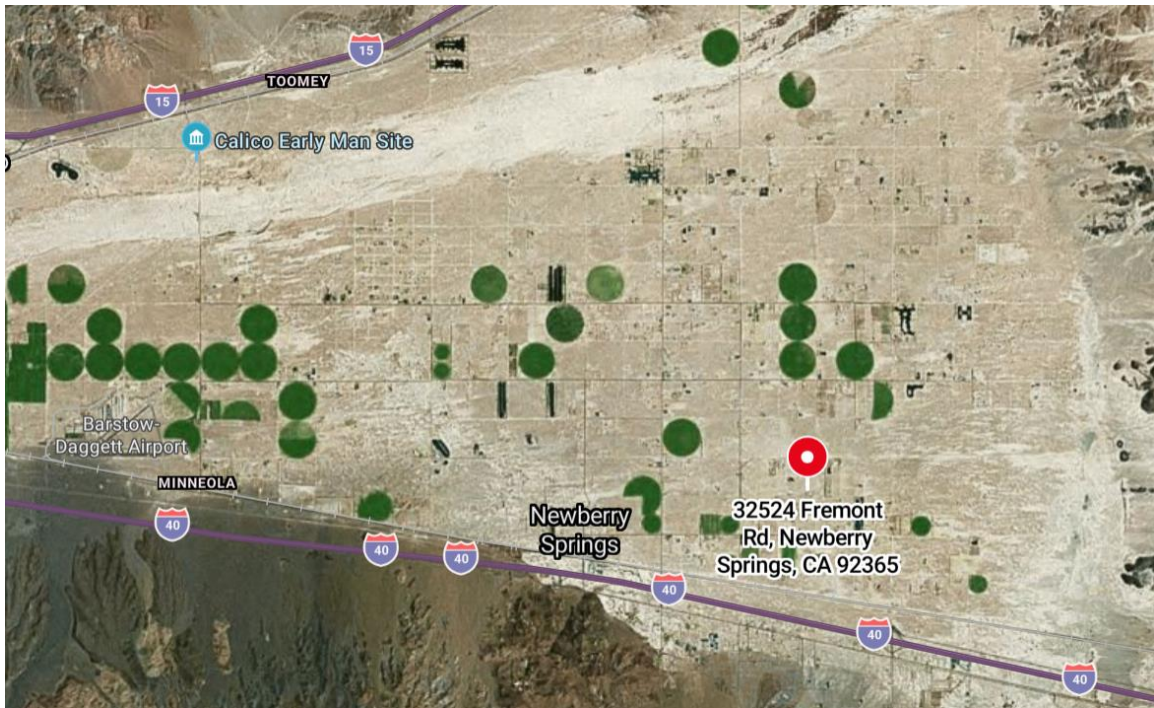 15
TOOMEY
15
Calico Early Man Site
Barstow-
Daggett Airport
MINNEOLA
40
40
40
Newberry
Springs
32524 Fremont
Rd, Newberry
Springs, CA 92365
40
40
40